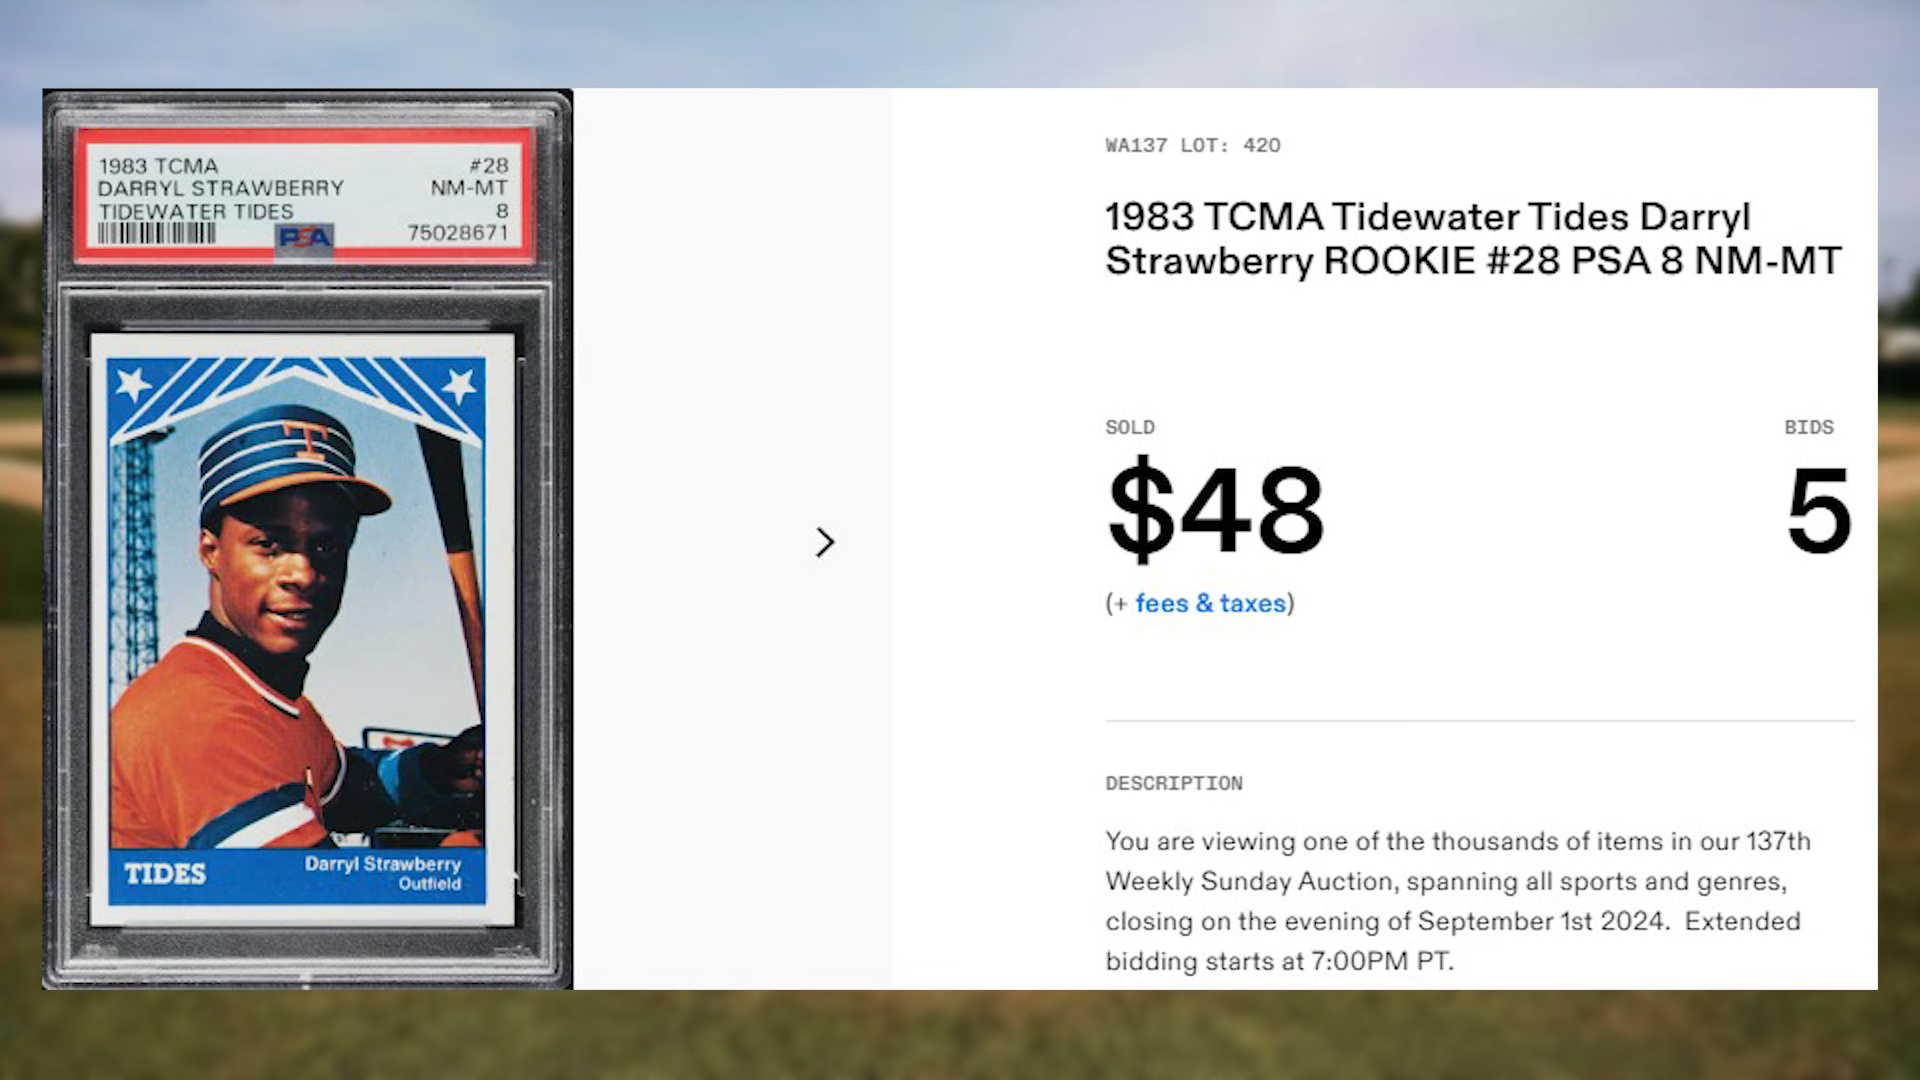 1983 TCMA #28
DARRYL STRAWBERRY NM-MT
TIDEWATER TIDES 8
PSA 75028671
T
TIDES
Darryl Strawberry
Outfield
WA137 LOT: 420
1983 TCMA Tidewater Tides Darryl
Strawberry ROOKIE #28 PSA 8 NM-MT
SOLD BIDS
$48 5
(+ fees & taxes)
DESCRIPTION
You are viewing one of the thousands of items in our 137th
Weekly Sunday Auction, spanning all sports and genres,
closing on the evening of September 1st 2024. Extended
bidding starts at 7:00PM PT.